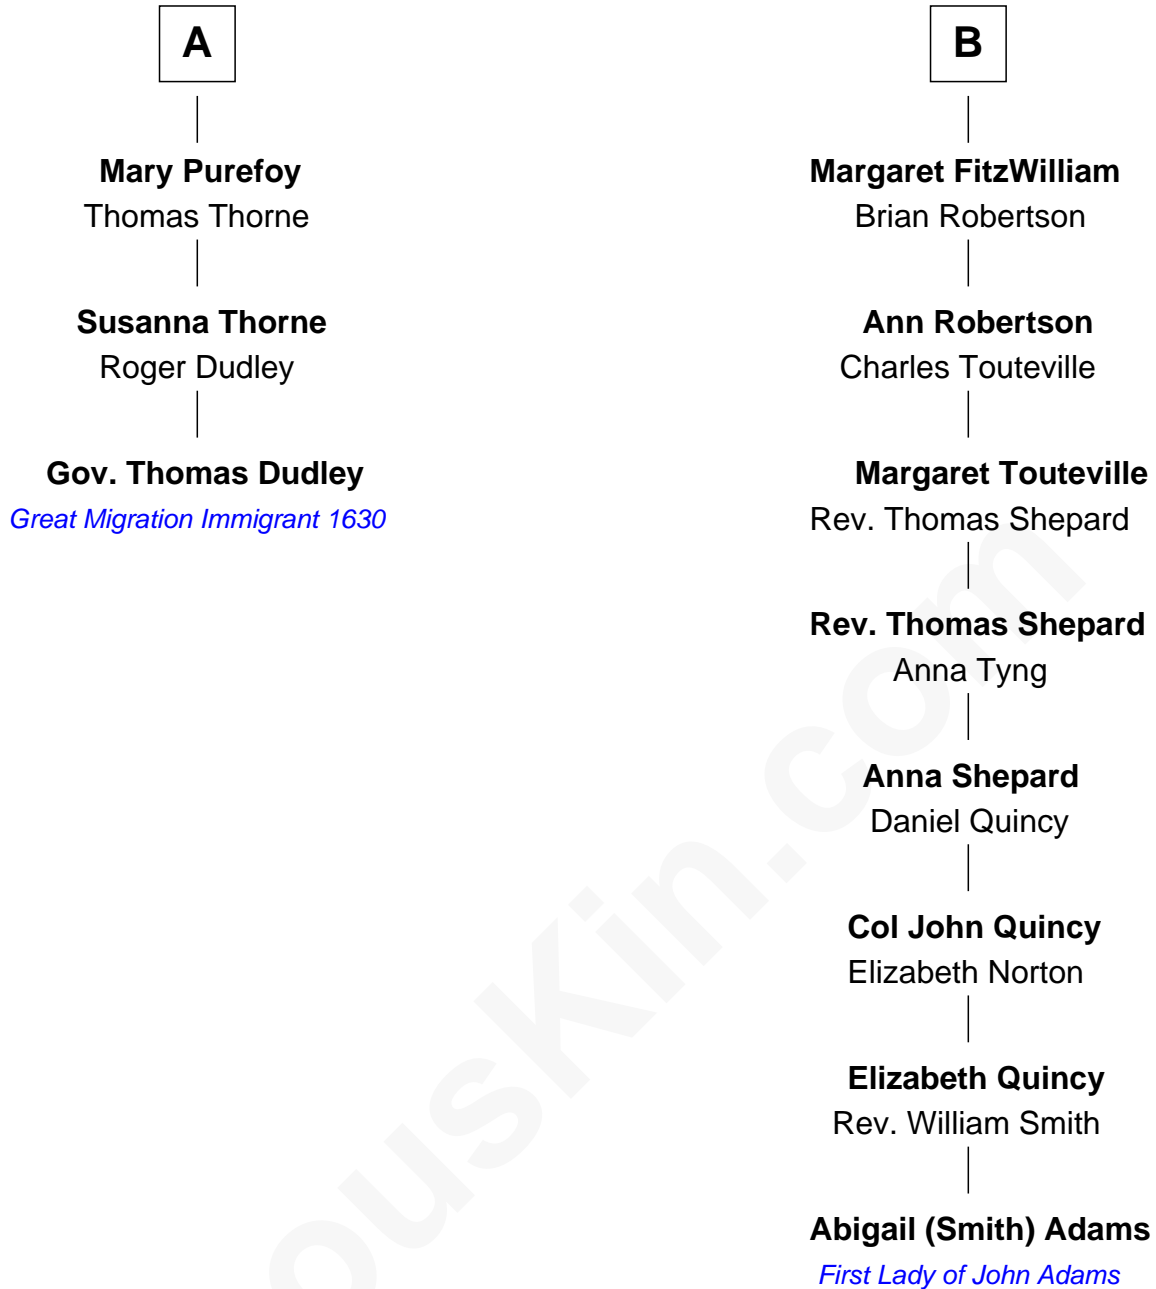 A
Mary Purefoy
Thomas Thorne
Susanna Thorne
Roger Dudley
Gov. Thomas Dudley
Great Migration Immigrant 1630
B
Margaret FitzWilliam
Brian Robertson
Ann Robertson
Charles Touteville
Margaret Touteville
Rev. Thomas Shepard
Rev. Thomas Shepard
Anna Tyng
Anna Shepard
Daniel Quincy
Col John Quincy
Elizabeth Norton
Elizabeth Quincy
Rev. William Smith
Abigail (Smith) Adams
First Lady of John Adams
ousKin.com